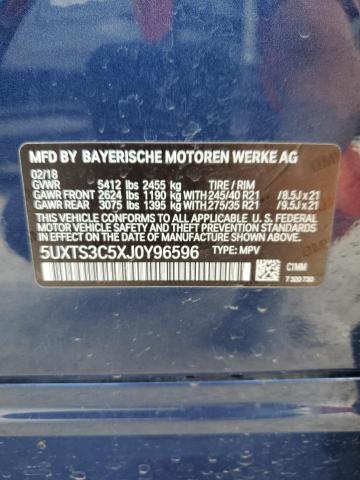 MFD BY BAYERISCHE MOTOREN WERKE AG
02/18
GVWR 5412 lbs 2455 kg TIRE / RIM
GAWR FRONT 2624 lbs 1190 kg WITH 245/40 R21 /8.5J x 21
GAWR REAR 3075 lbs 1395 kg WITH 275/35 R21 /9.5J x 21
THIS VEHICLE CONFORMS TO ALL APPLICABLE FEDERAL MOTOR VEHICLE SAFETY, BUMPER, AND THEFT PREVENTION STANDARDS IN EFFECT ON THE DATE OF MANUFACTURE SHOWN ABOVE.
5UXTS3C5XJ0Y96596 TYPE: MPV
C1MM
7 320 730